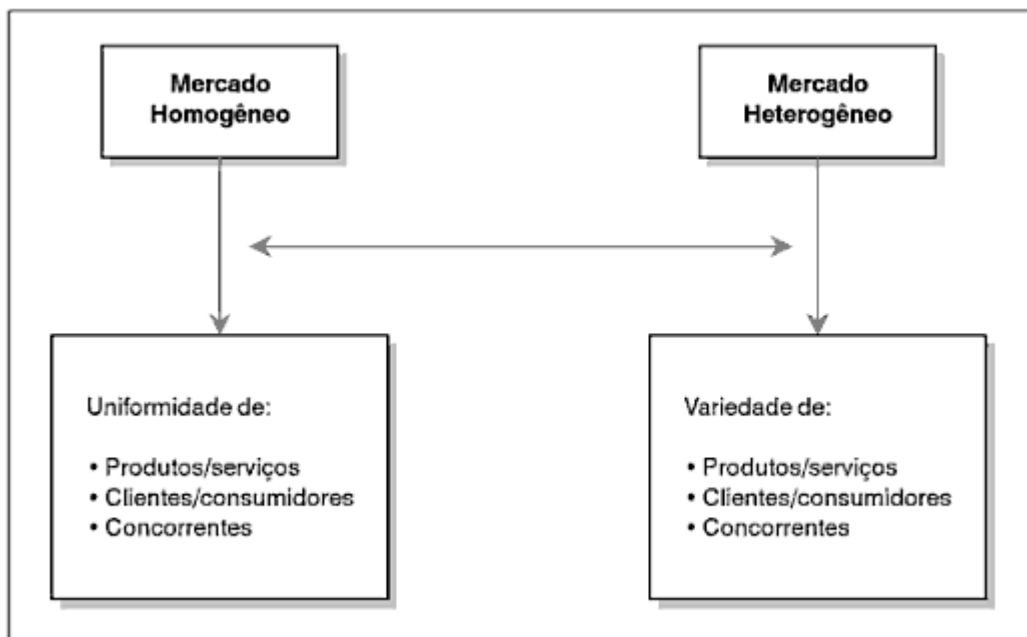 Mercado
Homogêneo
Mercado
Heterogêneo
Uniformidade de:
• Produtos/serviços
• Clientes/consumidores
• Concorrentes
Variedade de:
• Produtos/serviços
• Clientes/consumidores
• Concorrentes